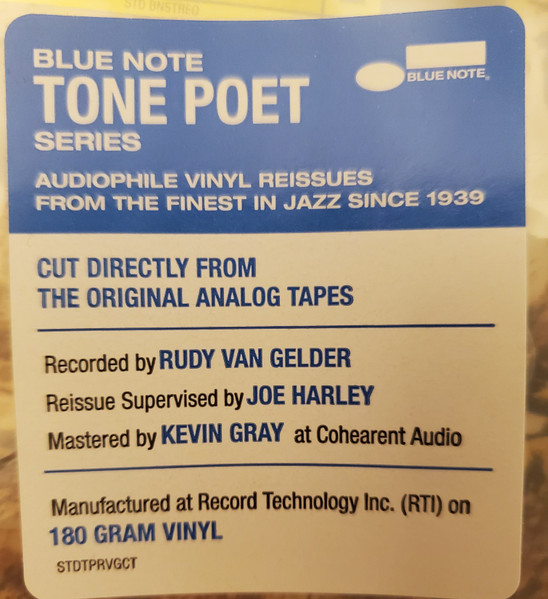 STD BNSTRFO
BLUE NOTE
TONE POET
SERIES
BLUE NOTE®
AUDIOPHILE VINYL REISSUES
FROM THE FINEST IN JAZZ SINCE 1939
CUT DIRECTLY FROM
THE ORIGINAL ANALOG TAPES
Recorded by RUDY VAN GELDER
Reissue Supervised by JOE HARLEY
Mastered by KEVIN GRAY at Cohearent Audio
Manufactured at Record Technology Inc. (RTI) on
180 GRAM VINYL
STDTPRVGCT